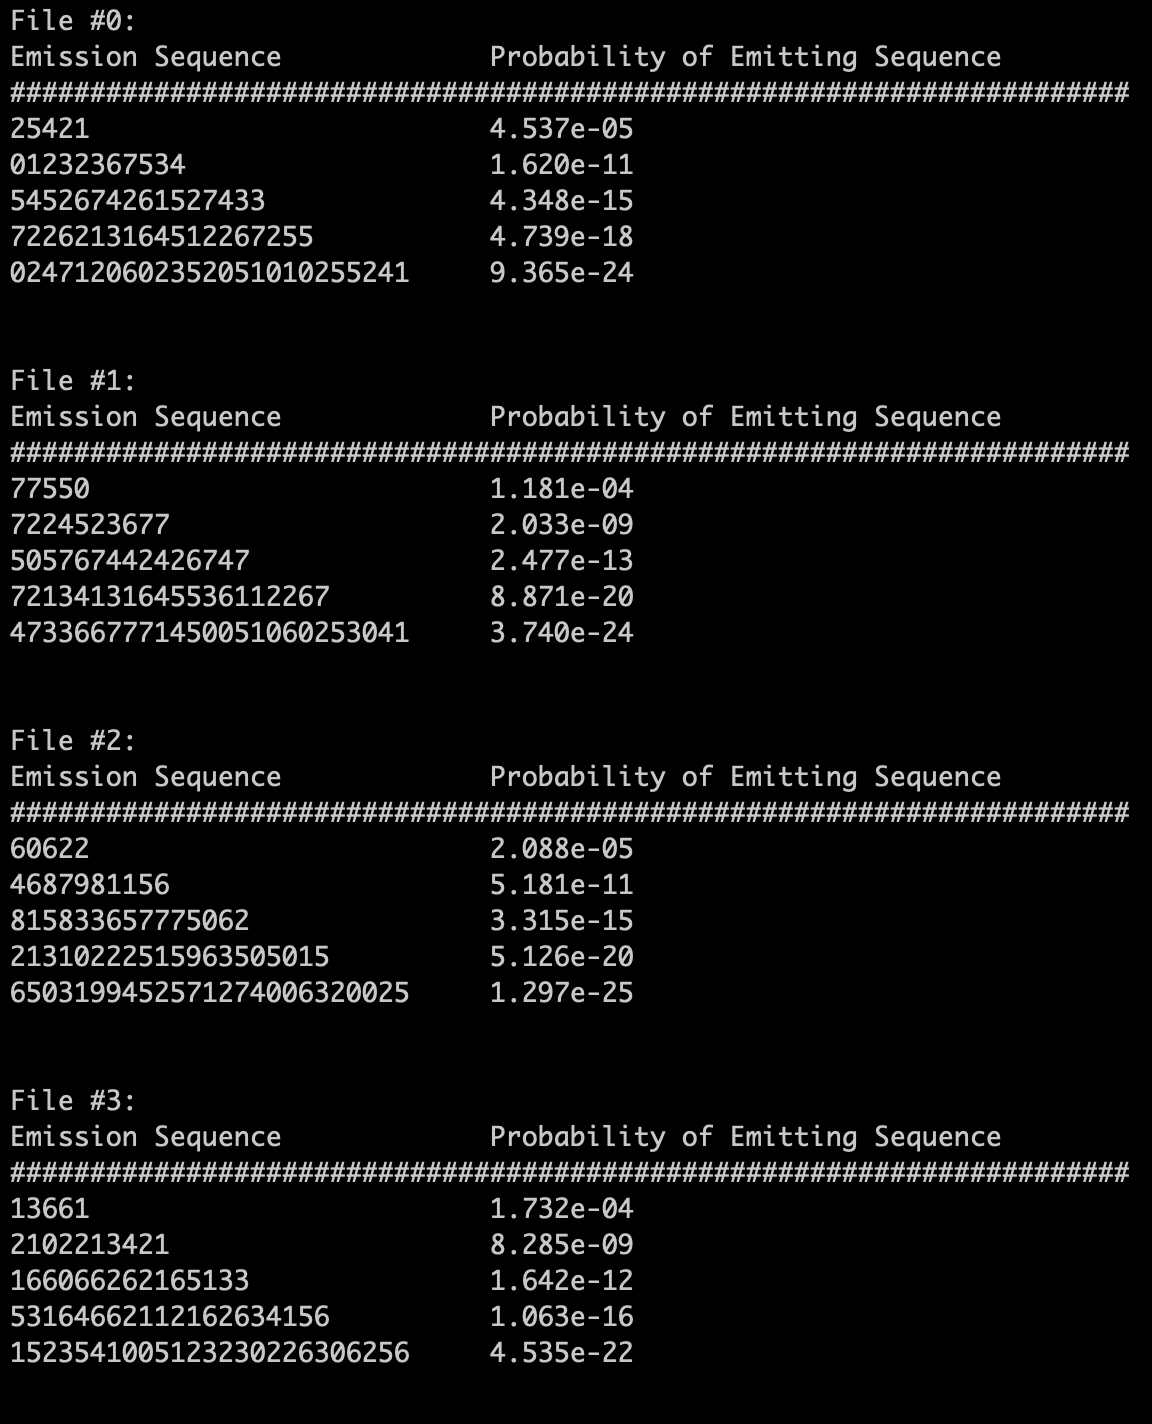 File #0:
Emission Sequence Probability of Emitting Sequence
######################################################################
25421 4.537e-05
01232367534 1.620e-11
5452674261527433 4.348e-15
7226213164512267255 4.739e-18
0247120602352051010255241 9.365e-24
File #1:
Emission Sequence Probability of Emitting Sequence
######################################################################
77550 1.181e-04
7224523677 2.033e-09
505767442426747 2.477e-13
72134131645536112267 8.871e-20
4733667771450051060253041 3.740e-24
File #2:
Emission Sequence Probability of Emitting Sequence
######################################################################
60622 2.088e-05
4687981156 5.181e-11
815833657775062 3.315e-15
21310222515963505015 5.126e-20
6503199452571274006320025 1.297e-25
File #3:
Emission Sequence Probability of Emitting Sequence
######################################################################
13661 1.732e-04
2102213421 8.285e-09
166066262165133 1.642e-12
53164662112162634156 1.063e-16
1523541005123230226306256 4.535e-22